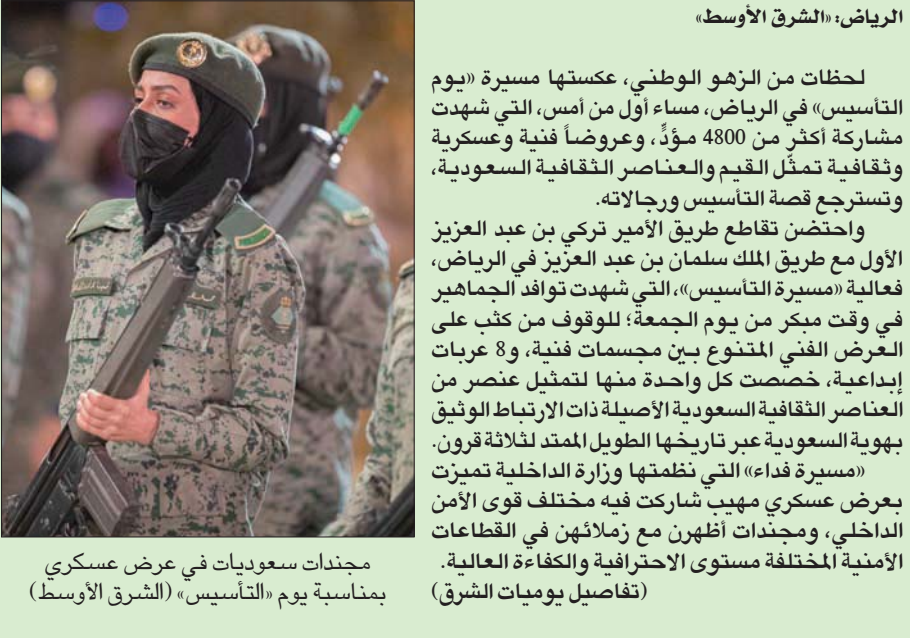 الرياض: «الشرق الأوسط»
لحظات من الزهو الوطني، عكستها مسيرة «يوم
التأسيس» في الرياض، مساء أول من أمس، التي شهدت
مشاركة أكثر من 4800 مؤدٍّ، وعروضاً فنية وعسكرية
وثقافية تمثّل القيم والعناصر الثقافية السعودية،
وتسترجع قصة التأسيس ورجالاته.
واحتضن تقاطع طريق الأمير تركي بن عبد العزيز
الأول مع طريق الملك سلمان بن عبد العزيز في الرياض،
فعالية «مسيرة التأسيس»، التي شهدت توافد الجماهير
في وقت مبكر من يوم الجمعة؛ للوقوف من كثب على
العرض الفني المتنوع بين مجسمات فنية، و8 عربات
إبداعية، خصصت كل واحدة منها لتمثيل عنصر من
العناصر الثقافية السعودية الأصيلة ذات الارتباط الوثيق
بهوية السعودية عبر تاريخها الطويل الممتد لثلاثة قرون.
«مسيرة فداء» التي نظمتها وزارة الداخلية تميزت
بعرض عسكري مهيب شاركت فيه مختلف قوى الأمن
الداخلي، ومجندات أظهرن مع زملائهن في القطاعات
الأمنية المختلفة مستوى الاحترافية والكفاءة العالية.
(تفاصيل يوميات الشرق)
مجندات سعوديات في عرض عسكري
بمناسبة يوم «التأسيس» (الشرق الأوسط)